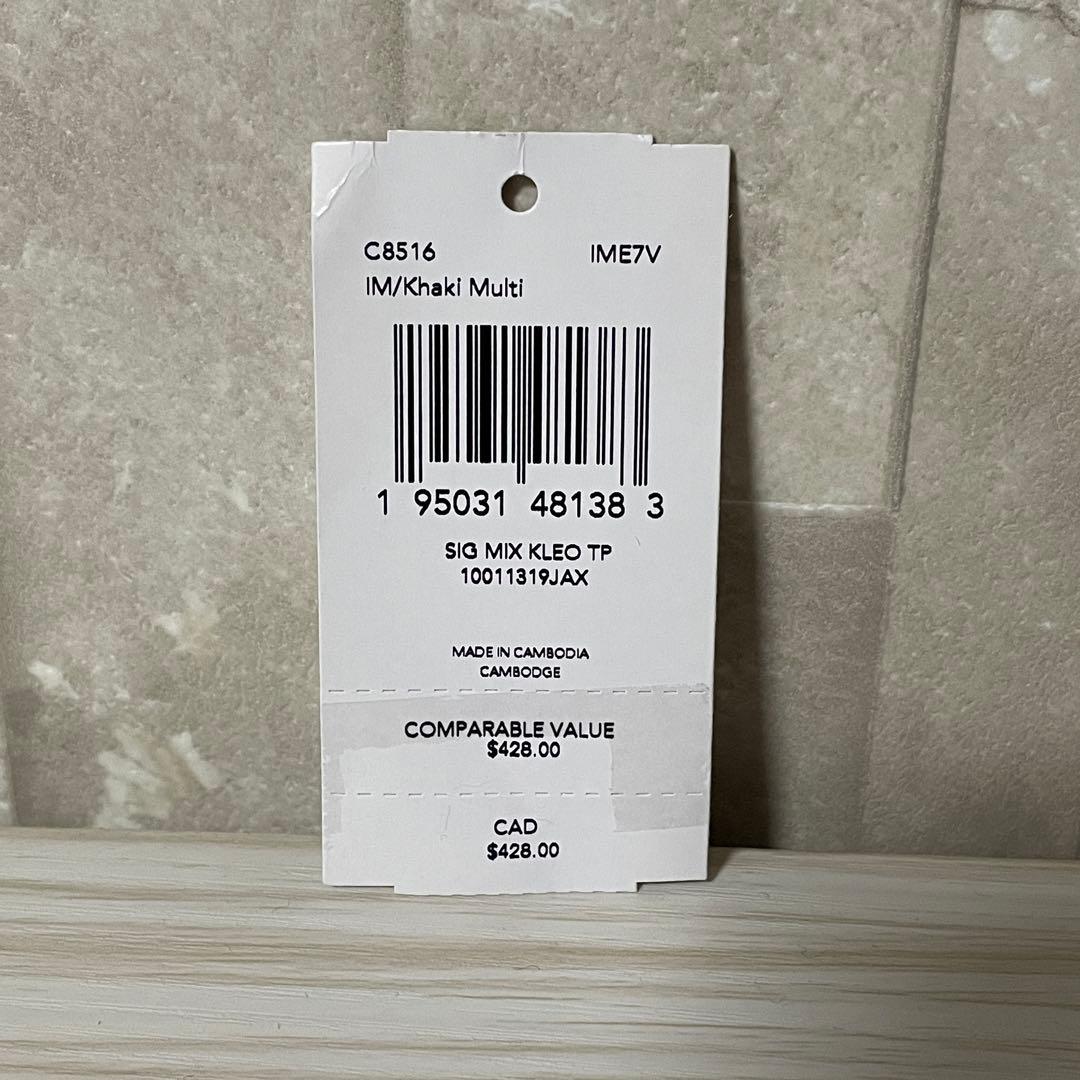 C8516 IME7V
IM/Khaki Multi
1 95031 48138 3
SIG MIX KLEO TP
10011319JAX
MADE IN CAMBODIA
CAMBODGE
COMPARABLE VALUE
$428.00
CAD
$428.00